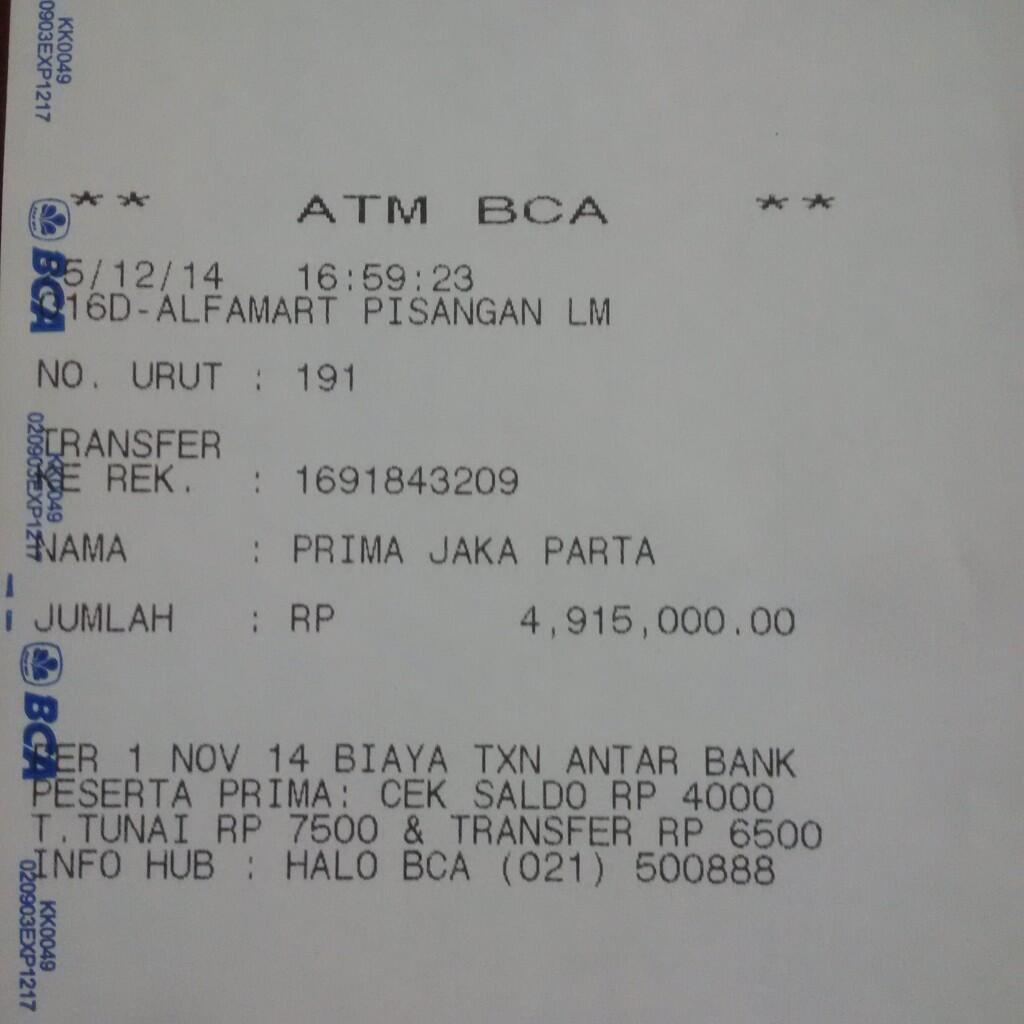 KK0049
0903EXP1217
** ATM BCA **
BCA
5/12/14 16:59:23
16D-ALFAMART PISANGAN LM
NO. URUT : 191
TRANSFER
KE REK. : 1691843209
020903EXP1217
KK0049
NAMA : PRIMA JAKA PARTA
JUMLAH : RP 4,915,000.00
BCA
PER 1 NOV 14 BIAYA TXN ANTAR BANK
PESERTA PRIMA: CEK SALDO RP 4000
T.TUNAI RP 7500 & TRANSFER RP 6500
INFO HUB : HALO BCA (021) 500888
KK0049
020903EXP1217